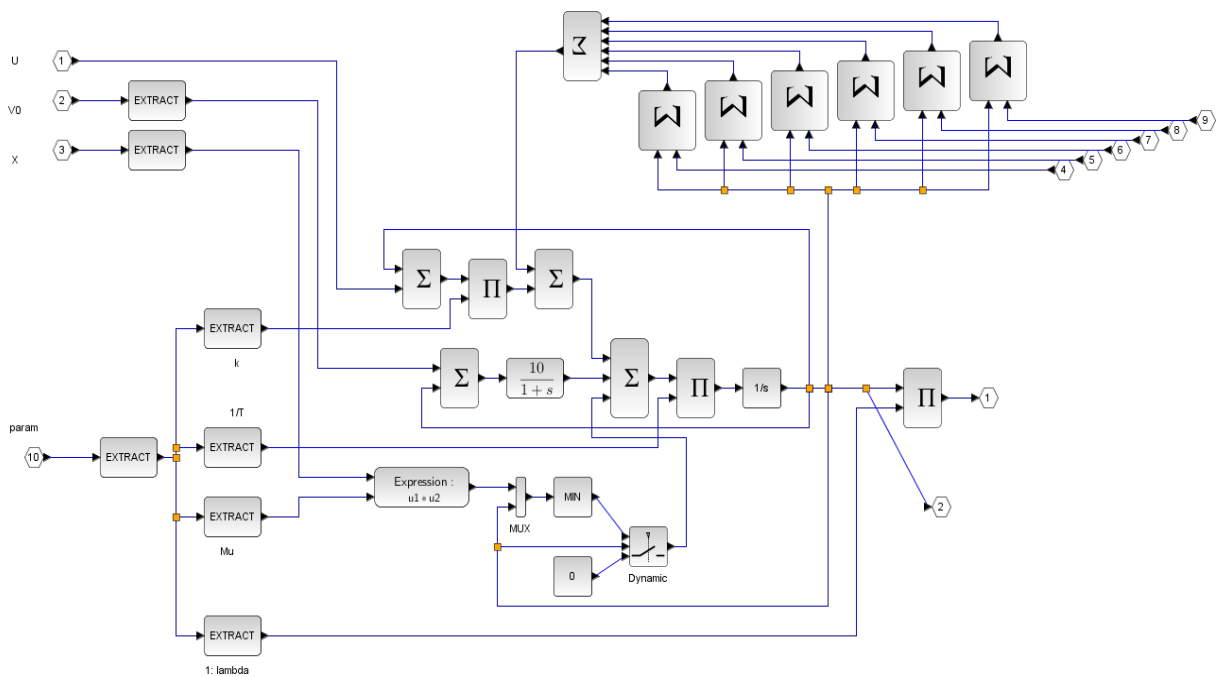 Σ
Σ Σ Σ Σ Σ Σ
U 1
2 EXTRACT
V0
3 EXTRACT
X
9
8
7
6
5
4
Σ Π Σ
EXTRACT
k
Σ 10/(1 + s) Σ Π 1/s Π 1
1/T
param
10 EXTRACT EXTRACT
Expression :
u1 * u2
MIN
2
EXTRACT
MUX
Mu
0
Dynamic
EXTRACT
1: lambda